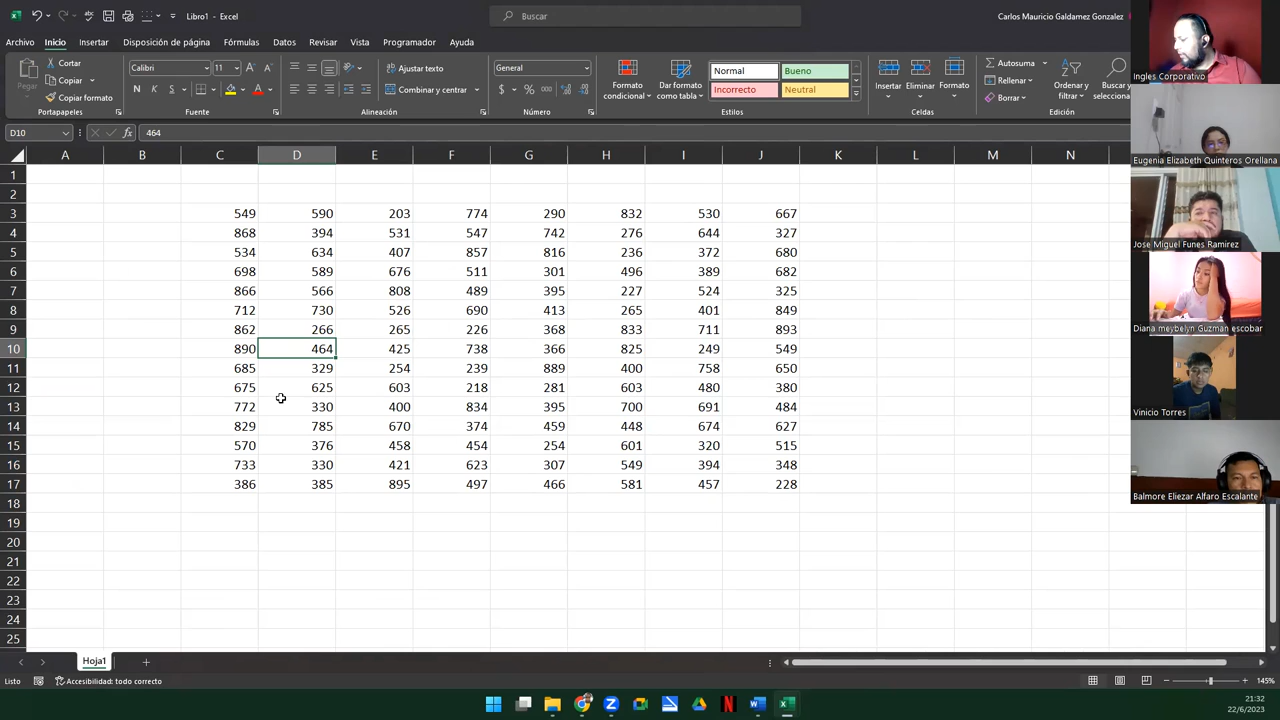 Libro1 - Excel
Buscar
Carlos Mauricio Galdamez Gonzalez
Archivo Inicio Insertar Disposición de página Fórmulas Datos Revisar Vista Programador Ayuda
Pegar
Cortar
Copiar
Copiar formato
Portapapeles
Calibri 11
N K S
Fuente
Ajustar texto
Combinar y centrar
Alineación
General
$ % 000
Número
Formato condicional
Dar formato como tabla
Normal Bueno
Incorrecto Neutral
Estilos
Insertar Eliminar Formato
Celdas
Autosuma
Rellenar
Borrar
Ordenar y filtrar
Buscar y selecciona
Edición
D10 fx 464
A B C D E F G H I J K L M N
1
2
3 549 590 203 774 290 832 530 667
4 868 394 531 547 742 276 644 327
5 534 634 407 857 816 236 372 680
6 698 589 676 511 301 496 389 682
7 866 566 808 489 395 227 524 325
8 712 730 526 690 413 265 401 849
9 862 266 265 226 368 833 711 893
10 890 464 425 738 366 825 249 549
11 685 329 254 239 889 400 758 650
12 675 625 603 218 281 603 480 380
13 772 330 400 834 395 700 691 484
14 829 785 670 374 459 448 674 627
15 570 376 458 454 254 601 320 515
16 733 330 421 623 307 549 394 348
17 386 385 895 497 466 581 457 228
18
19
20
21
22
23
24
25
Hoja1
Listo Accesibilidad: todo correcto 145%
21:32
22/6/2023
Ingles Corporativo
Eugenia Elizabeth Quinteros Orellana
Jose Miguel Funes Ramirez
Diana meybelyn Guzman escobar
Vinicio Torres
Balmore Eliezar Alfaro Escalante